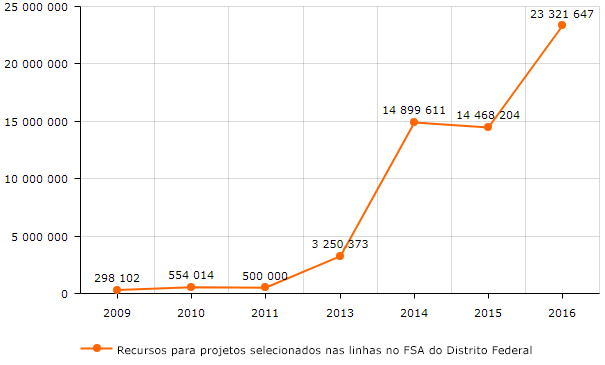 25 000 000
23 321 647
20 000 000
14 899 611
14 468 204
15 000 000
10 000 000
5 000 000
3 250 373
298 102
554 014
500 000
0
2009 2010 2011 2013 2014 2015 2016
Recursos para projetos selecionados nas linhas no FSA do Distrito Federal